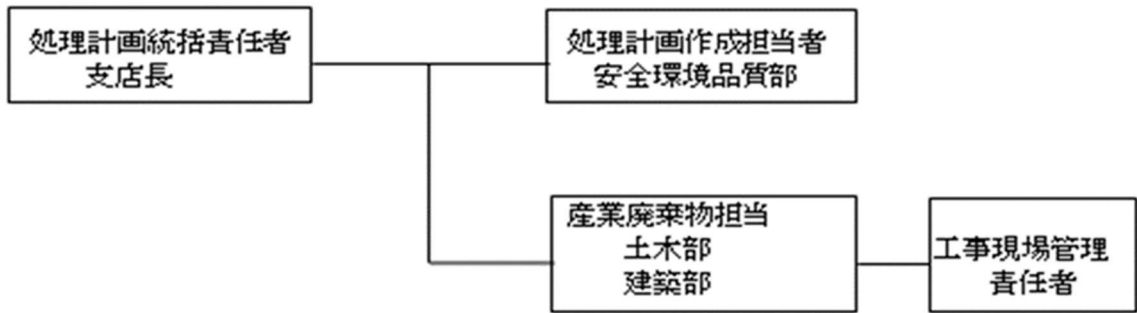 処理計画統括責任者
支店長
処理計画作成担当者
安全環境品質部
産業廃棄物担当
土木部
建築部
工事現場管理
責任者